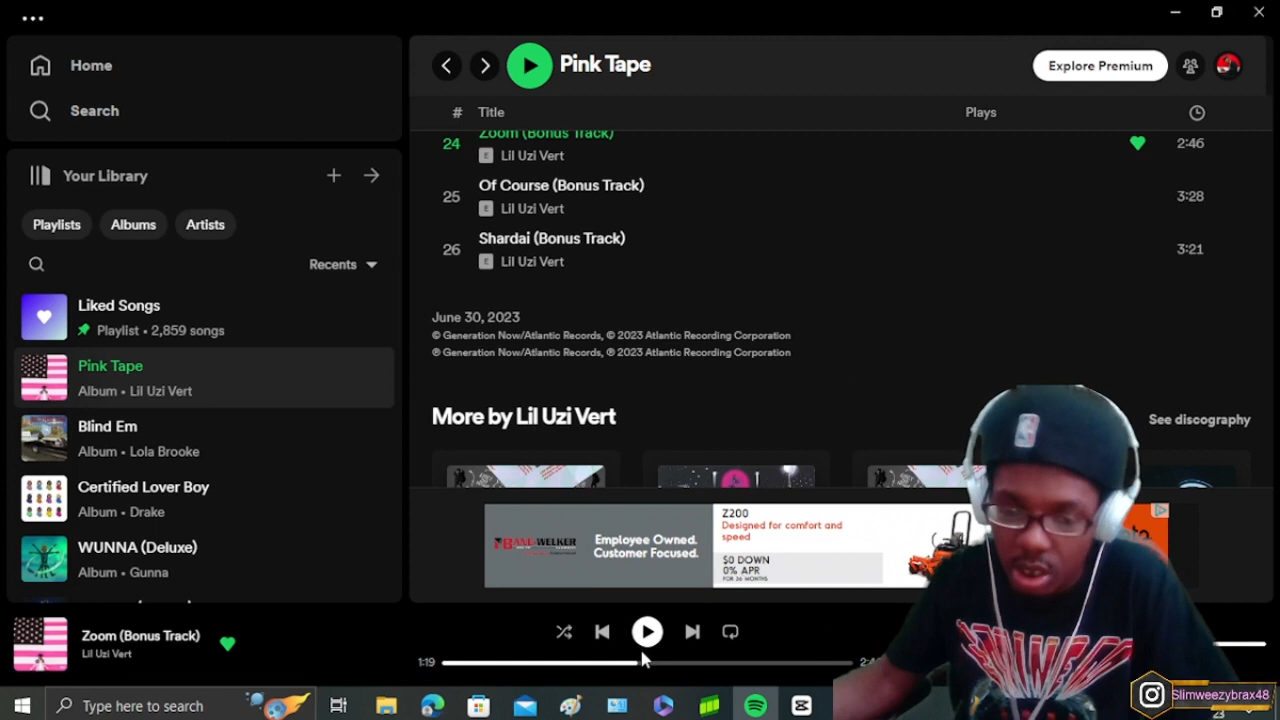 Home
Search
Your Library
Playlists
Albums
Artists
Recents
Liked Songs
Playlist • 2,859 songs
Pink Tape
Album • Lil Uzi Vert
Blind Em
Album • Lola Brooke
Certified Lover Boy
Album • Drake
WUNNA (Deluxe)
Album • Gunna
Pink Tape
Explore Premium
# Title Plays
24 Zoom (Bonus Track) 2:46
E Lil Uzi Vert
25 Of Course (Bonus Track) 3:28
E Lil Uzi Vert
26 Shardai (Bonus Track) 3:21
E Lil Uzi Vert
June 30, 2023
© Generation Now/Atlantic Records, © 2023 Atlantic Recording Corporation
℗ Generation Now/Atlantic Records, ℗ 2023 Atlantic Recording Corporation
More by Lil Uzi Vert
See discography
Employee Owned.
Customer Focused.
Z200
Designed for comfort and
speed
$0 DOWN
0% APR
FOR 36 MONTHS
Zoom (Bonus Track)
Lil Uzi Vert
1:19
Type here to search
Slimweezybrax48